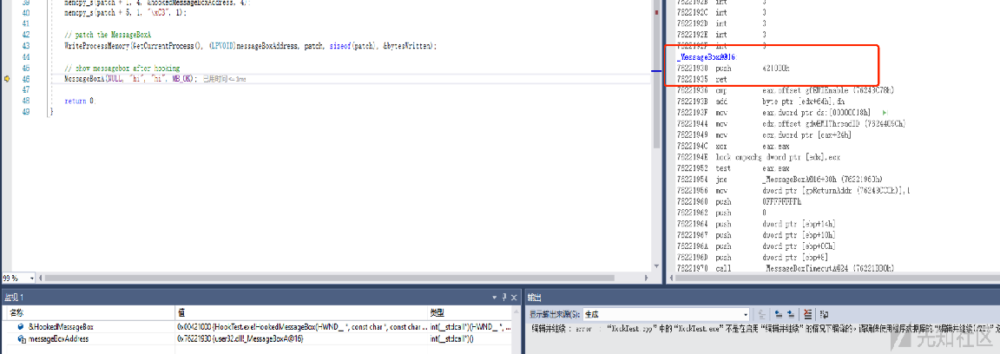 39 memcpy_s(patch + 1, 4, &hookedMessageBoxAddress, 4);
40 memcpy_s(patch + 5, 1, "\xC3", 1);
41
42 // patch the MessageBoxA
43 WriteProcessMemory(GetCurrentProcess(), (LPVOID)messageBoxAddress, patch, sizeof(patch), &bytesWritten);
44
45 // show messagebox after hooking
46 MessageBoxA(NULL, "hi", "hi", MB_OK); 已用时间 <= 1ms
47
48 return 0;
49 }
99 %
7622192B int 3
7622192C int 3
7622192D int 3
7622192E int 3
7622192F int 3
_MessageBoxA@16:
76221930 push 421000h
76221935 ret
76221936 cmp eax,offset gfEMIEnable (76243C78h)
7622193B add byte ptr [edx+64h],dh
7622193F mov eax,dword ptr ds:[00000018h]
76221944 mov edx,offset gdwEMIThreadID (7624409Ch)
76221949 mov ecx,dword ptr [eax+24h]
7622194C xor eax,eax
7622194E lock cmpxchg dword ptr [edx],ecx
76221952 test eax,eax
76221954 jne _MessageBoxA@16+30h (76221960h)
76221956 mov dword ptr [gpReturnAddr (76243CCCh)],1
76221960 push 0FFFFFFFFh
76221962 push 0
76221964 push dword ptr [ebp+14h]
76221967 push dword ptr [ebp+10h]
7622196A push dword ptr [ebp+0Ch]
7622196D push dword ptr [ebp+8]
76221970 call _MessageBoxTimeoutA@24 (76221B30h)
监视 1
名称 值 类型
&HookedMessageBox 0x00421000 {HookTest.exe!HookedMessageBox(HWND__ *, const char *, const char ... int(__stdcall*)(HWND__ *, ...
messageBoxAddress 0x76221930 {user32.dll!_MessageBoxA@16} int(__stdcall*)()
输出
显示输出来源(S): 生成
编辑并继续 : error : “HookTest.cpp”中的“HookTest.exe”不是在启用“编辑并继续”的情况下编译的。请确保使用程序数据库的“编辑并继续(/ZI)”
先知社区